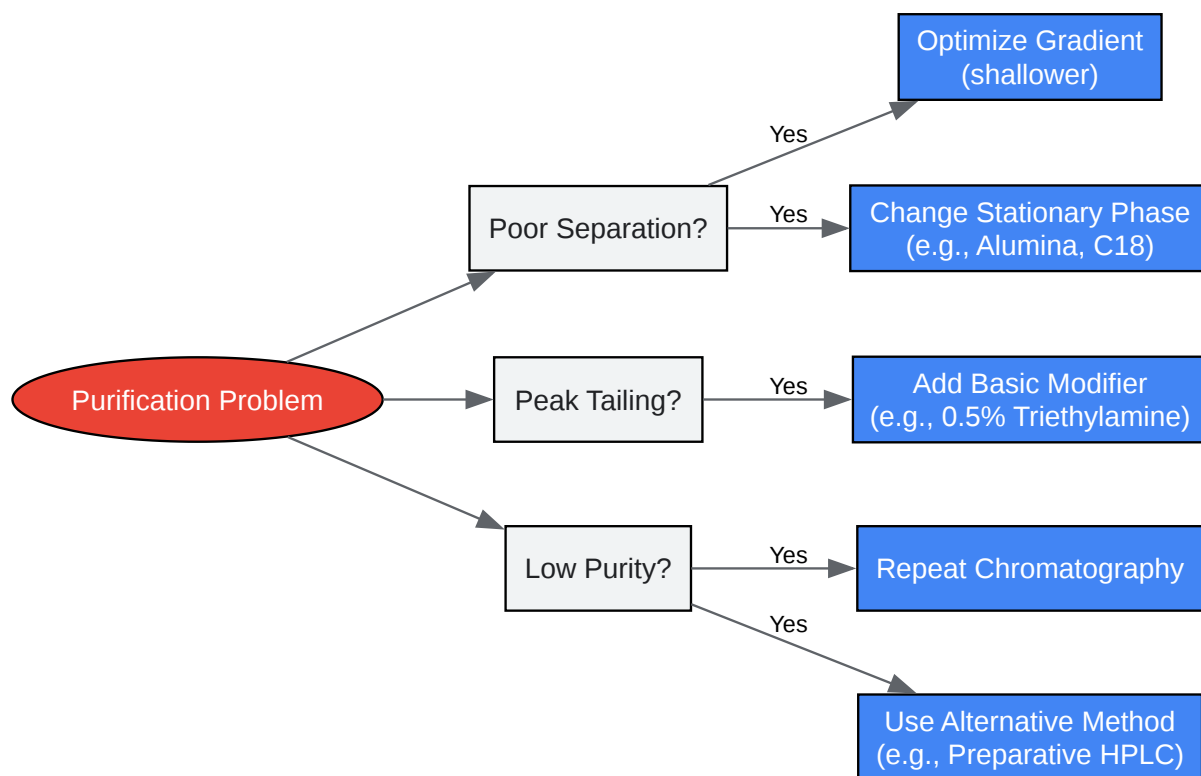 Optimize Gradient
(shallower)
Yes
Poor Separation?
Yes
Change Stationary Phase
(e.g., Alumina, C18)
Purification Problem
Peak Tailing?
Yes
Add Basic Modifier
(e.g., 0.5% Triethylamine)
Low Purity?
Yes
Repeat Chromatography
Yes
Use Alternative Method
(e.g., Preparative HPLC)